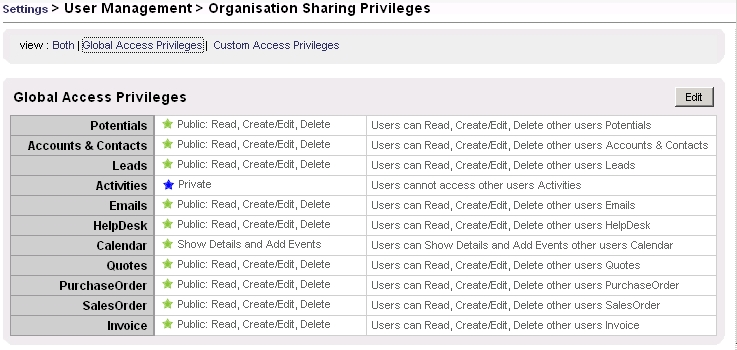 Settings > User Management > Organisation Sharing Privileges
view : Both | Global Access Privileges | Custom Access Privileges
Global Access Privileges Edit
Potentials Public: Read, Create/Edit, Delete Users can Read, Create/Edit, Delete other users Potentials
Accounts & Contacts Public: Read, Create/Edit, Delete Users can Read, Create/Edit, Delete other users Accounts & Contacts
Leads Public: Read, Create/Edit, Delete Users can Read, Create/Edit, Delete other users Leads
Activities Private Users cannot access other users Activities
Emails Public: Read, Create/Edit, Delete Users can Read, Create/Edit, Delete other users Emails
HelpDesk Public: Read, Create/Edit, Delete Users can Read, Create/Edit, Delete other users HelpDesk
Calendar Show Details and Add Events Users can Show Details and Add Events other users Calendar
Quotes Public: Read, Create/Edit, Delete Users can Read, Create/Edit, Delete other users Quotes
PurchaseOrder Public: Read, Create/Edit, Delete Users can Read, Create/Edit, Delete other users PurchaseOrder
SalesOrder Public: Read, Create/Edit, Delete Users can Read, Create/Edit, Delete other users SalesOrder
Invoice Public: Read, Create/Edit, Delete Users can Read, Create/Edit, Delete other users Invoice